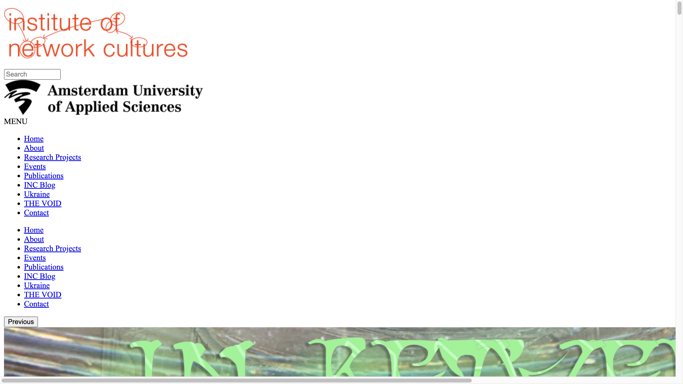 institute of
network cultures
Search
Amsterdam University
of Applied Sciences
MENU
Home
About
Research Projects
Events
Publications
INC Blog
Ukraine
THE VOID
Contact
Home
About
Research Projects
Events
Publications
INC Blog
Ukraine
THE VOID
Contact
Previous